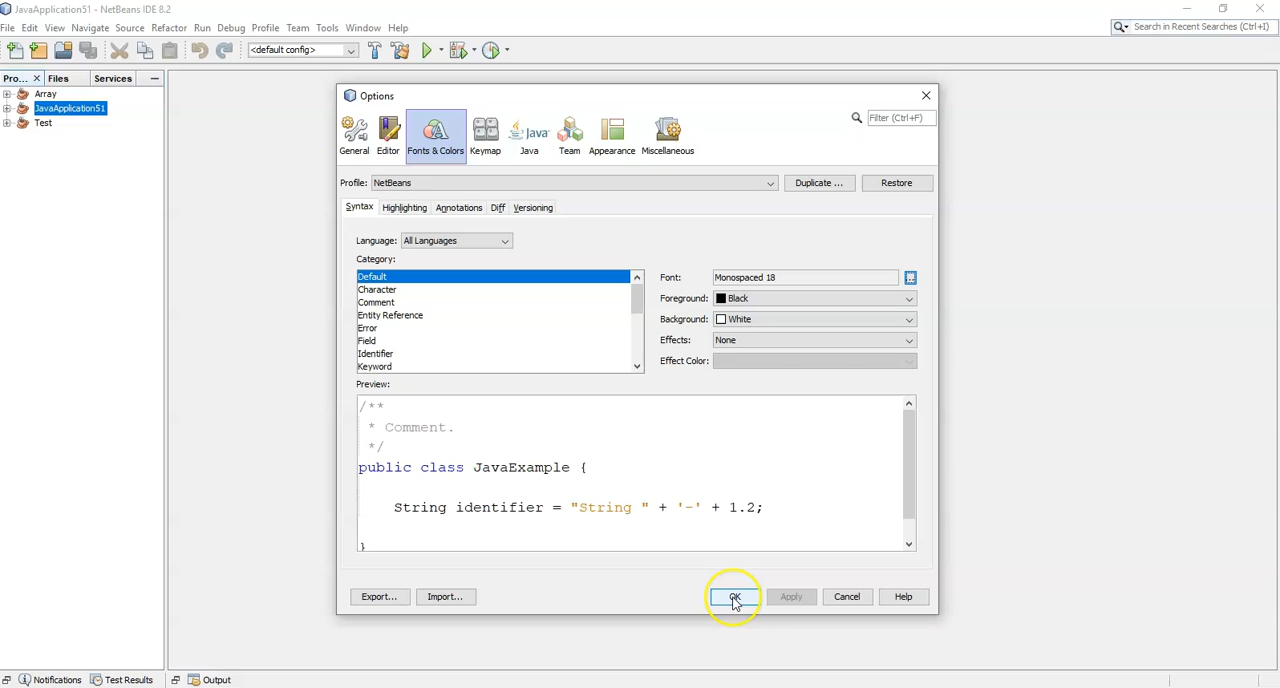 JavaApplication51 - NetBeans IDE 8.2
File Edit View Navigate Source Refactor Run Debug Profile Team Tools Window Help
Search in Recent Searches (Ctrl+I)
<default config>
Pro... Files Services
Array
JavaApplication51
Test
Options
General Editor Fonts & Colors Keymap Java Team Appearance Miscellaneous
Filter (Ctrl+F)
Profile: NetBeans Duplicate ... Restore
Syntax Highlighting Annotations Diff Versioning
Language: All Languages
Category:
Default
Character
Comment
Entity Reference
Error
Field
Identifier
Keyword
Font: Monospaced 18 ...
Foreground: Black
Background: White
Effects: None
Effect Color:
Preview:
/**
 * Comment.
 */
public class JavaExample {
String identifier = "String " + '-' + 1.2;
}
Export... Import... OK Apply Cancel Help
Notifications Test Results Output